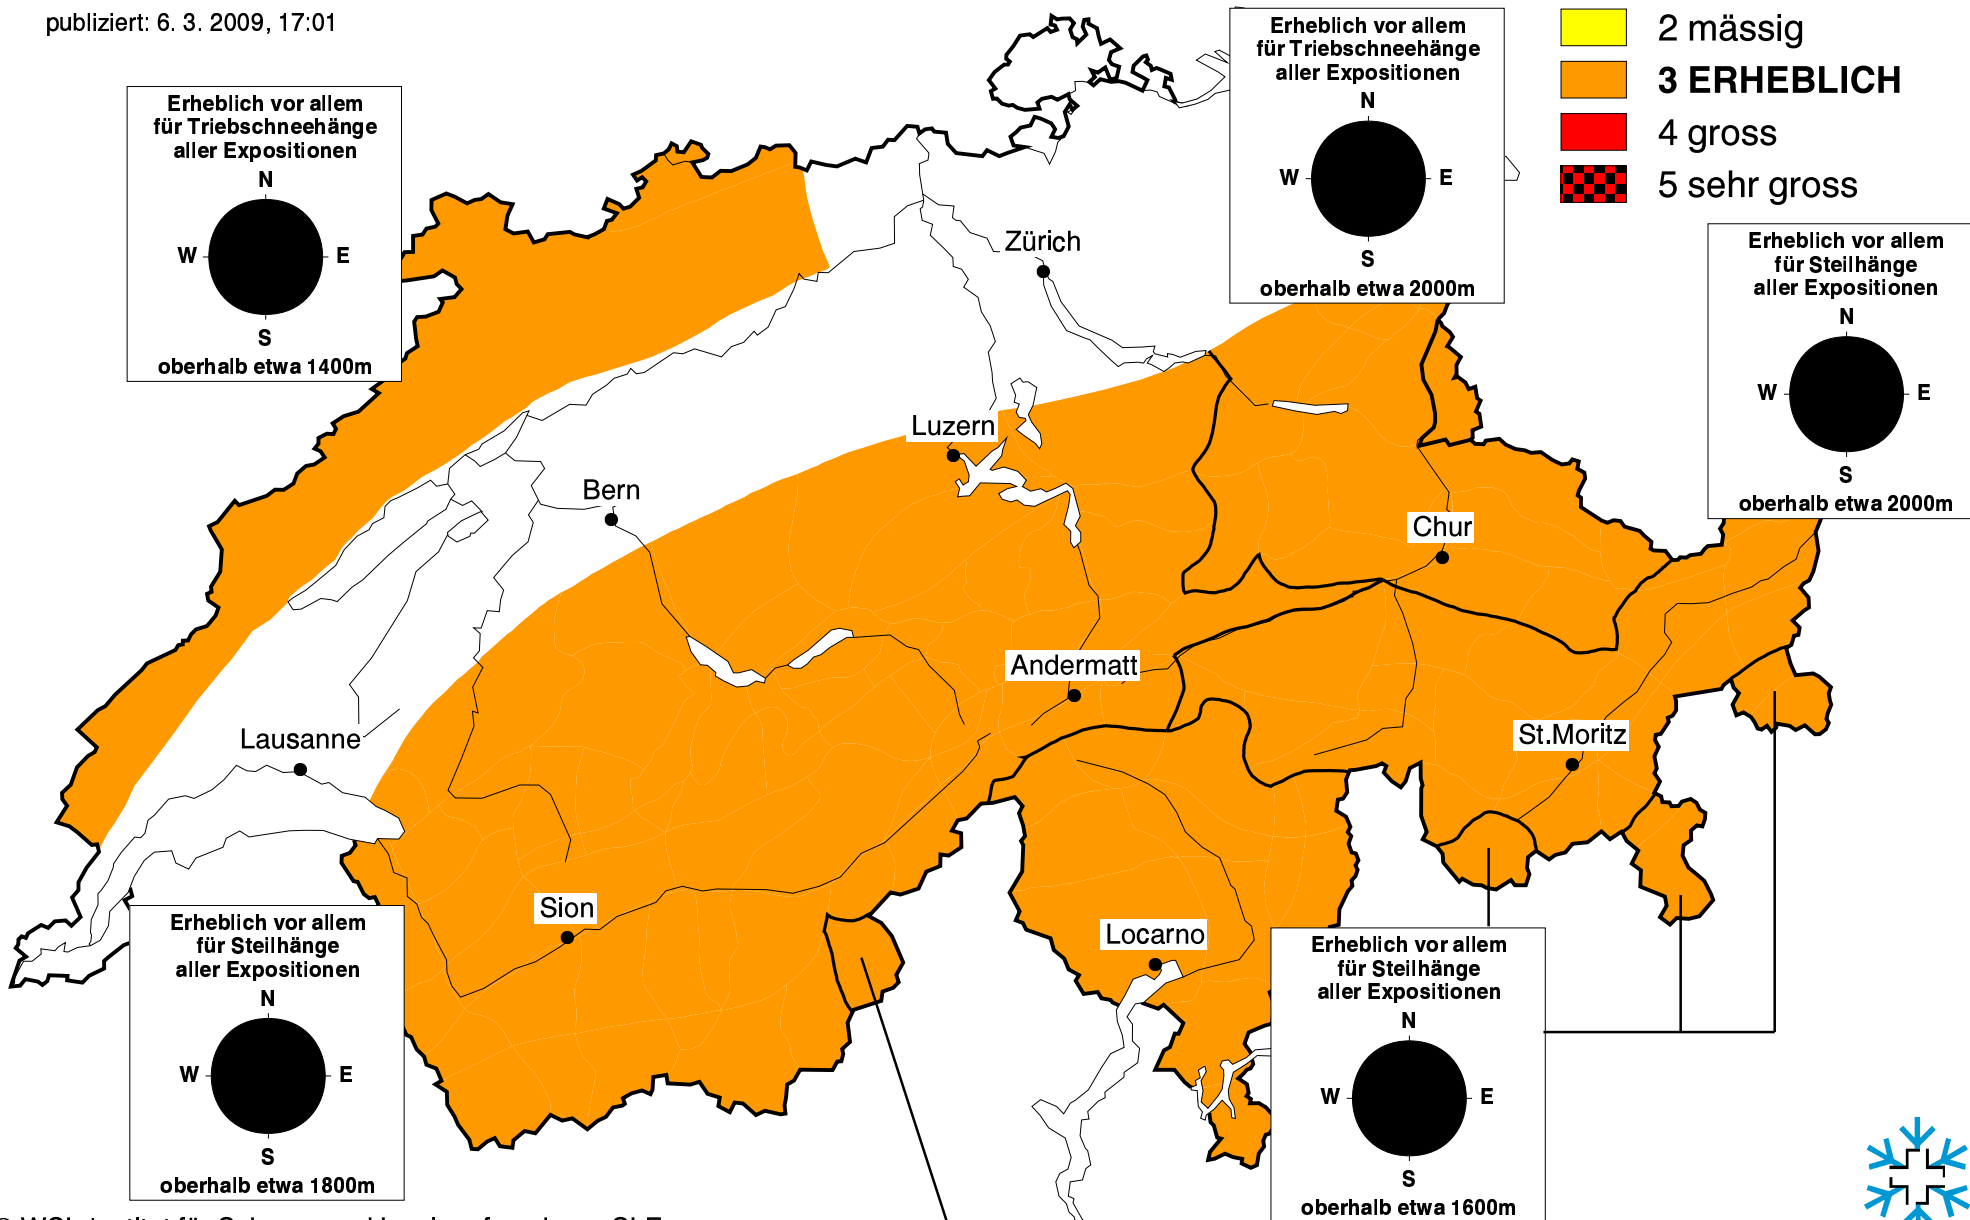 publiziert: 6. 3. 2009, 17:01
2 mässig
3 ERHEBLICH
4 gross
5 sehr gross
Erheblich vor allem
für Triebschneehänge
aller Expositionen
N
W E
S
oberhalb etwa 1400m
Erheblich vor allem
für Triebschneehänge
aller Expositionen
N
W E
S
oberhalb etwa 2000m
Erheblich vor allem
für Steilhänge
aller Expositionen
N
W E
S
oberhalb etwa 2000m
Zürich
Luzern
Bern
Chur
Andermatt
Lausanne
St.Moritz
Sion
Locarno
Erheblich vor allem
für Steilhänge
aller Expositionen
N
W E
S
oberhalb etwa 1800m
Erheblich vor allem
für Steilhänge
aller Expositionen
N
W E
S
oberhalb etwa 1600m